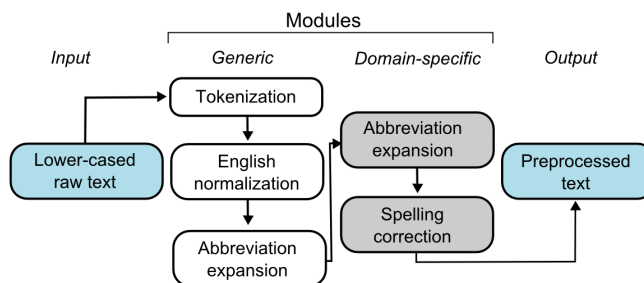 Modules
Input
Generic
Domain-specific
Output
Tokenization
Lower-cased
raw text
English
normalization
Abbreviation
expansion
Abbreviation
expansion
Spelling
correction
Preprocessed
text